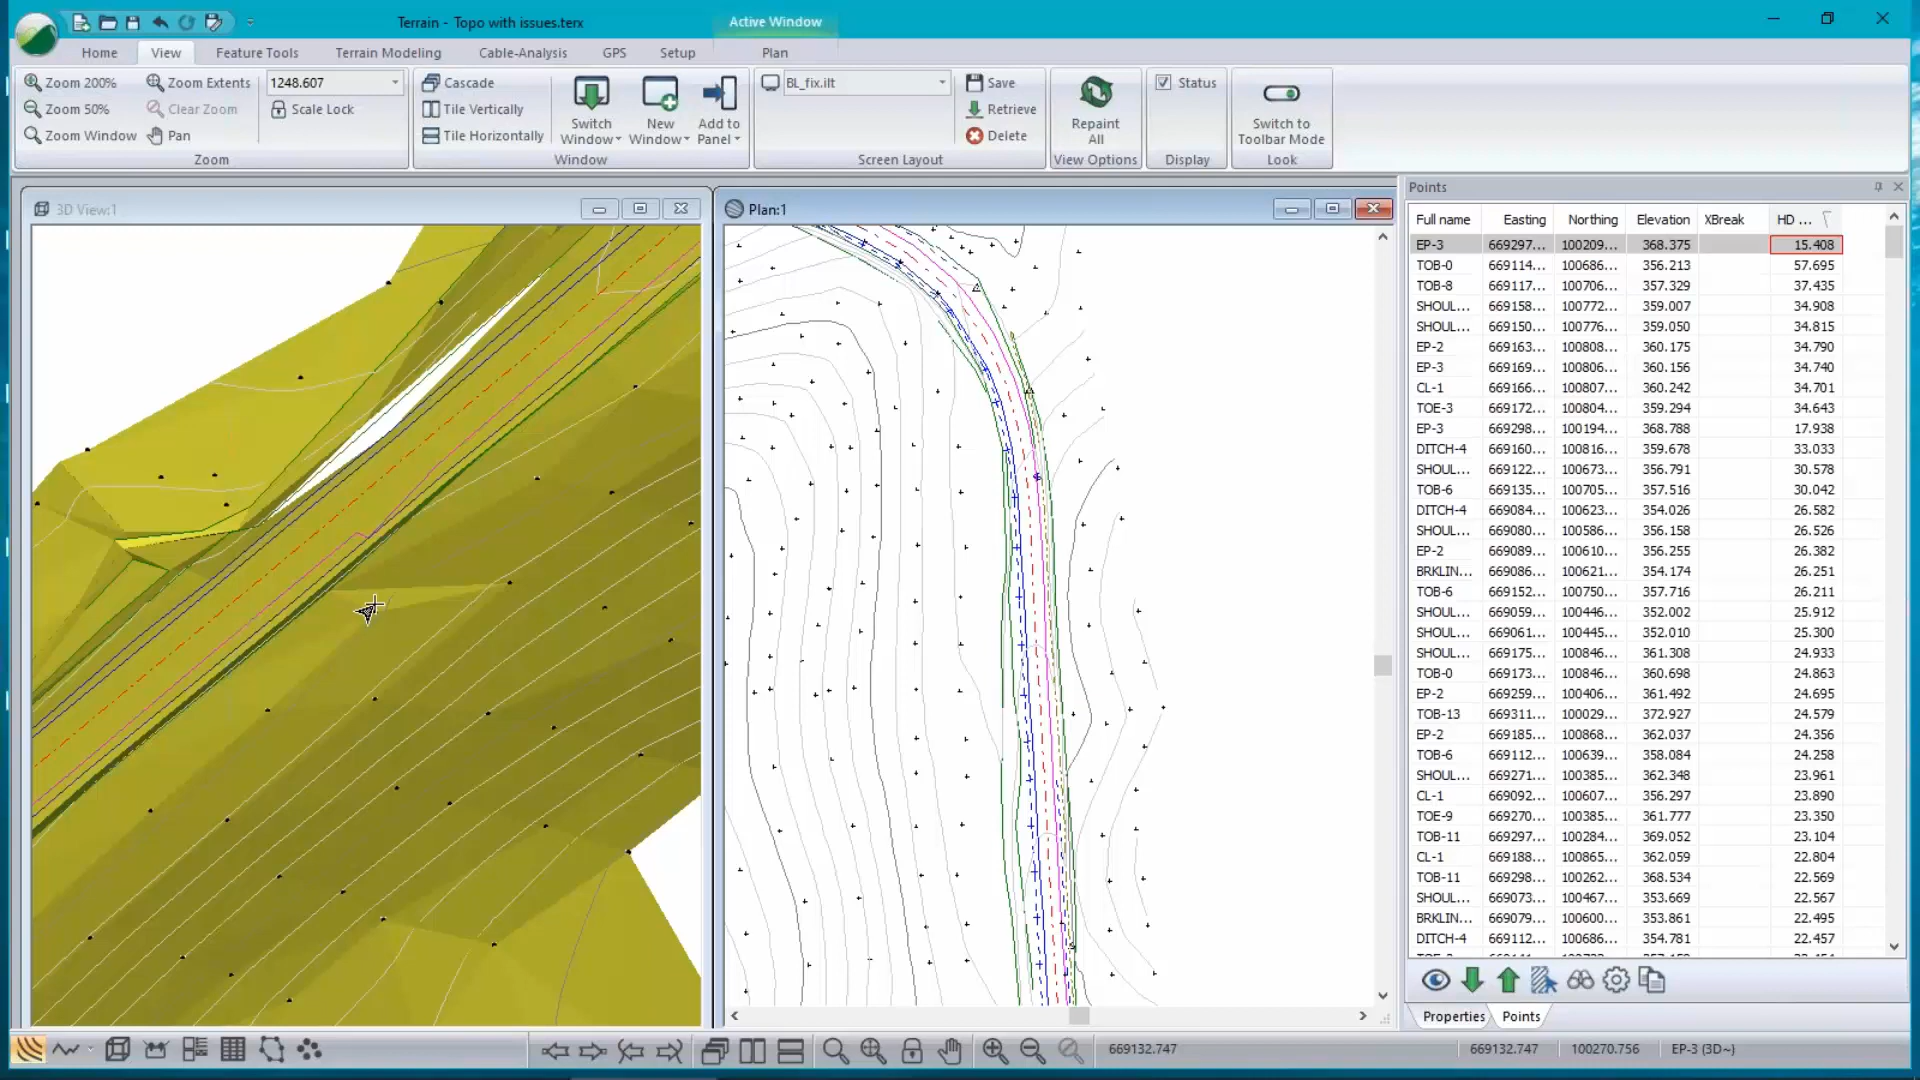 Terrain - Topo with issues.terx
Active Window
Home View Feature Tools Terrain Modeling Cable-Analysis GPS Setup Plan
Zoom 200% Zoom Extents 1248.607
Zoom 50% Clear Zoom Scale Lock
Zoom Window Pan
Zoom
Cascade
Tile Vertically
Tile Horizontally
Switch Window
New Window
Add to Panel
Window
BL_fix.ilt
Save
Retrieve
Delete
Screen Layout
Repaint All
View Options
Status
Display
Switch to Toolbar Mode
Look
3D View:1
Plan:1
Points
Full name Easting Northing Elevation XBreak HD ...
EP-3 669297... 100209... 368.375 15.408
TOB-0 669114... 100686... 356.213 57.695
TOB-8 669117... 100706... 357.329 37.435
SHOUL... 669158... 100772... 359.007 34.908
SHOUL... 669150... 100776... 359.050 34.815
EP-2 669163... 100808... 360.175 34.790
EP-3 669169... 100806... 360.156 34.740
CL-1 669166... 100807... 360.242 34.701
TOE-3 669172... 100804... 359.294 34.643
EP-3 669298... 100194... 368.788 17.938
DITCH-4 669160... 100816... 359.678 33.033
SHOUL... 669122... 100673... 356.791 30.578
TOB-6 669135... 100705... 357.516 30.042
DITCH-4 669084... 100623... 354.026 26.582
SHOUL... 669080... 100586... 356.158 26.526
EP-2 669089... 100610... 356.255 26.382
BRKLIN... 669086... 100621... 354.174 26.251
TOB-6 669152... 100750... 357.716 26.211
SHOUL... 669059... 100446... 352.002 25.912
SHOUL... 669061... 100445... 352.010 25.300
SHOUL... 669175... 100846... 361.308 24.933
TOB-0 669173... 100846... 360.698 24.863
EP-2 669259... 100406... 361.492 24.695
TOB-13 669311... 100029... 372.927 24.579
EP-2 669185... 100868... 362.037 24.356
TOB-6 669112... 100639... 358.084 24.258
SHOUL... 669271... 100385... 362.348 23.961
CL-1 669092... 100607... 356.297 23.890
TOE-9 669270... 100385... 361.777 23.350
TOB-11 669297... 100284... 369.052 23.104
CL-1 669188... 100865... 362.059 22.804
TOB-11 669298... 100262... 368.534 22.569
SHOUL... 669073... 100467... 353.669 22.567
BRKLIN... 669079... 100600... 353.861 22.495
DITCH-4 669112... 100686... 354.781 22.457
Properties Points
669132.747 669132.747 100270.756 EP-3 (3D~)